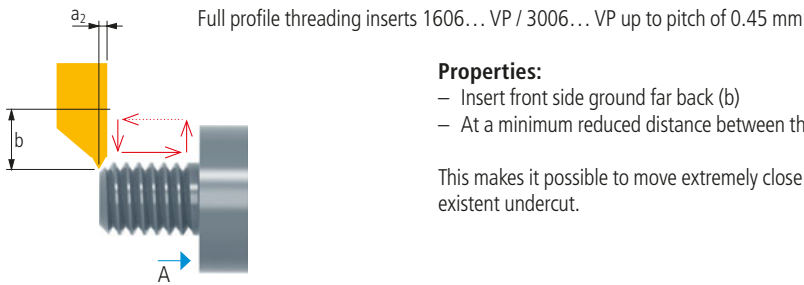 a₂
Full profile threading inserts 1606… VP / 3006… VP up to pitch of 0.45 mm
Properties:
– Insert front side ground far back (b)
– At a minimum reduced distance between
b
This makes it possible to move extremely close
existent undercut.
A